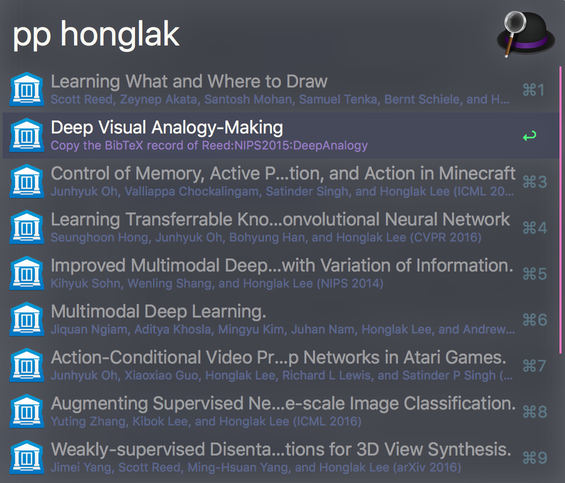 pp honglak
Learning What and Where to Draw
Scott Reed, Zeynep Akata, Santosh Mohan, Samuel Tenka, Bernt Schiele, and H...
⌘1
Deep Visual Analogy-Making
Copy the BibTeX record of Reed:NIPS2015:DeepAnalogy
↩
Control of Memory, Active P...tion, and Action in Minecraft
Junhyuk Oh, Valliappa Chockalingam, Satinder Singh, and Honglak Lee (ICML 20...
⌘3
Learning Transferrable Kno...onvolutional Neural Network
Seunghoon Hong, Junhyuk Oh, Bohyung Han, and Honglak Lee (CVPR 2016)
⌘4
Improved Multimodal Deep...with Variation of Information.
Kihyuk Sohn, Wenling Shang, and Honglak Lee (NIPS 2014)
⌘5
Multimodal Deep Learning.
Jiquan Ngiam, Aditya Khosla, Mingyu Kim, Juhan Nam, Honglak Lee, and Andrew...
⌘6
Action-Conditional Video Pr...p Networks in Atari Games.
Junhyuk Oh, Xiaoxiao Guo, Honglak Lee, Richard L Lewis, and Satinder P Singh (...
⌘7
Augmenting Supervised Ne...e-scale Image Classification.
Yuting Zhang, Kibok Lee, and Honglak Lee (ICML 2016)
⌘8
Weakly-supervised Disenta...tions for 3D View Synthesis.
Jimei Yang, Scott Reed, Ming-Hsuan Yang, and Honglak Lee (arXiv 2016)
⌘9